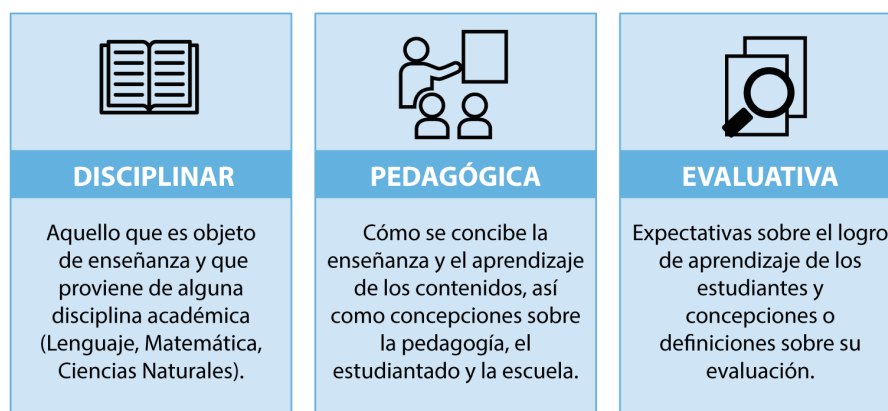 DISCIPLINAR
Aquello que es objeto
de enseñanza y que
proviene de alguna
disciplina académica
(Lenguaje, Matemática,
Ciencias Naturales).
PEDAGÓGICA
Cómo se concibe la
enseñanza y el aprendizaje
de los contenidos, así
como concepciones sobre
la pedagogía, el
estudiantado y la escuela.
EVALUATIVA
Expectativas sobre el logro
de aprendizaje de los
estudiantes y
concepciones o
definiciones sobre su
evaluación.